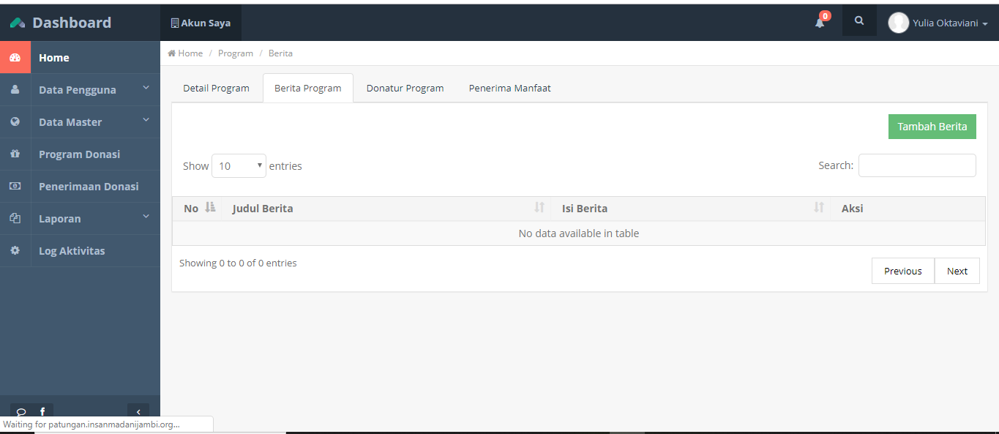 Dashboard
Akun Saya
0
Yulia Oktaviani
Home
Data Pengguna
Data Master
Program Donasi
Penerimaan Donasi
Laporan
Log Aktivitas
Home / Program / Berita
Detail Program
Berita Program
Donatur Program
Penerima Manfaat
Tambah Berita
Show 10 entries
Search:
No Judul Berita Isi Berita Aksi
No data available in table
Showing 0 to 0 of 0 entries
Previous Next
Waiting for patungan.insanmadanijambi.org...